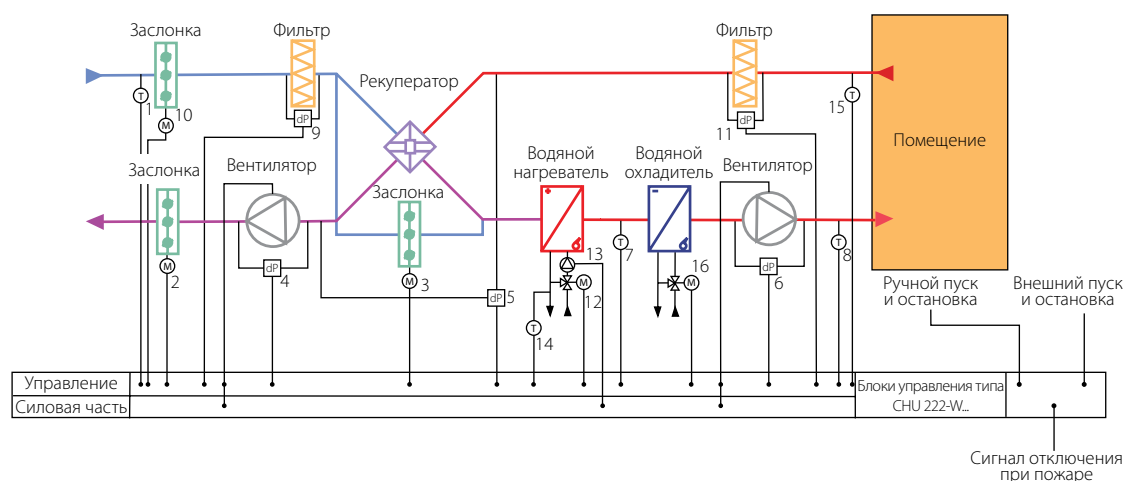 Заслонка
Фильтр
Фильтр
Рекуператор
Т
1
М
10
dP
9
dP
11
Т
15
Помещение
Заслонка
Вентилятор
Заслонка
Водяной
нагреватель
Водяной
охладитель
Вентилятор
+
-
М
2
dP
4
М
3
dP
5
13
М
12
Т
14
Т
7
М
16
dP
6
Т
8
Ручной пуск
и остановка
Внешний пуск
и остановка
Управление
Силовая часть
Блоки управления типа
CHU 222-W...
Сигнал отключения
при пожаре